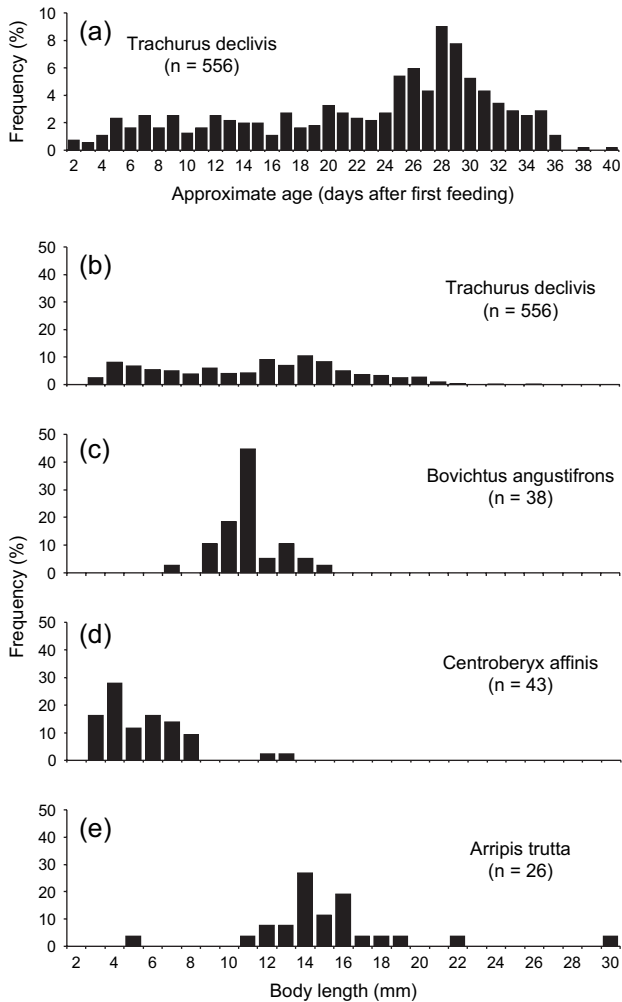 (a)
Trachurus declivis
(n = 556)
10
8
6
4
2
0
Frequency (%)
2 4 6 8 10 12 14 16 18 20 22 24 26 28 30 32 34 36 38 40
Approximate age (days after first feeding)
(b)
Trachurus declivis
(n = 556)
50
40
30
20
10
0
(c)
Bovichtus angustifrons
(n = 38)
50
40
30
20
10
0
Frequency (%)
(d)
Centroberyx affinis
(n = 43)
50
40
30
20
10
0
(e)
Arripis trutta
(n = 26)
50
40
30
20
10
0
2 4 6 8 10 12 14 16 18 20 22 24 26 28 30
Body length (mm)